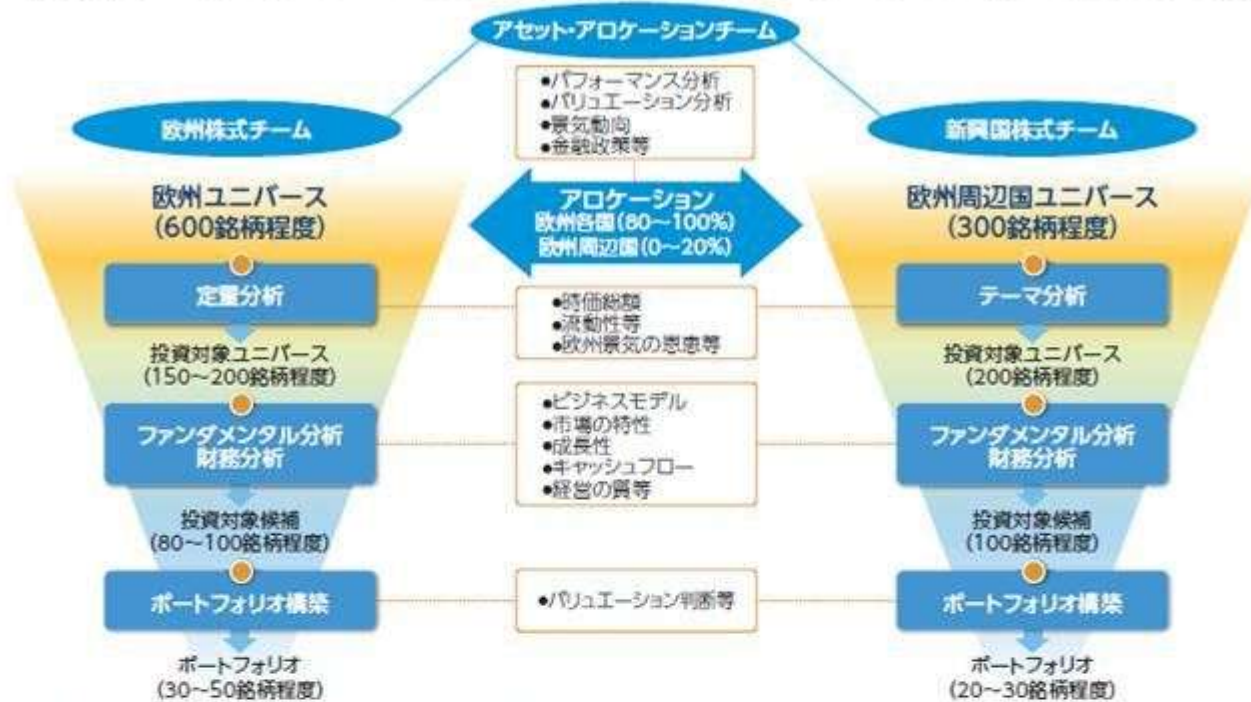 アセット・アロケーションチーム
●パフォーマンス分析
●バリュエーション分析
●景気動向
●金融政策等
欧州株式チーム
新興国株式チーム
欧州ユニバース
(600銘柄程度)
アロケーション
欧州各国(80〜100%)
欧州周辺国(0〜20%)
欧州周辺国ユニバース
(300銘柄程度)
定量分析
●時価総額
●流動性等
●欧州景気の恩恵等
テーマ分析
投資対象ユニバース
(150〜200銘柄程度)
投資対象ユニバース
(200銘柄程度)
ファンダメンタル分析
財務分析
●ビジネスモデル
●市場の特性
●成長性
●キャッシュフロー
●経営の質等
ファンダメンタル分析
財務分析
投資対象候補
(80〜100銘柄程度)
投資対象候補
(100銘柄程度)
ポートフォリオ構築
●バリュエーション判断等
ポートフォリオ構築
ポートフォリオ
(30〜50銘柄程度)
ポートフォリオ
(20〜30銘柄程度)